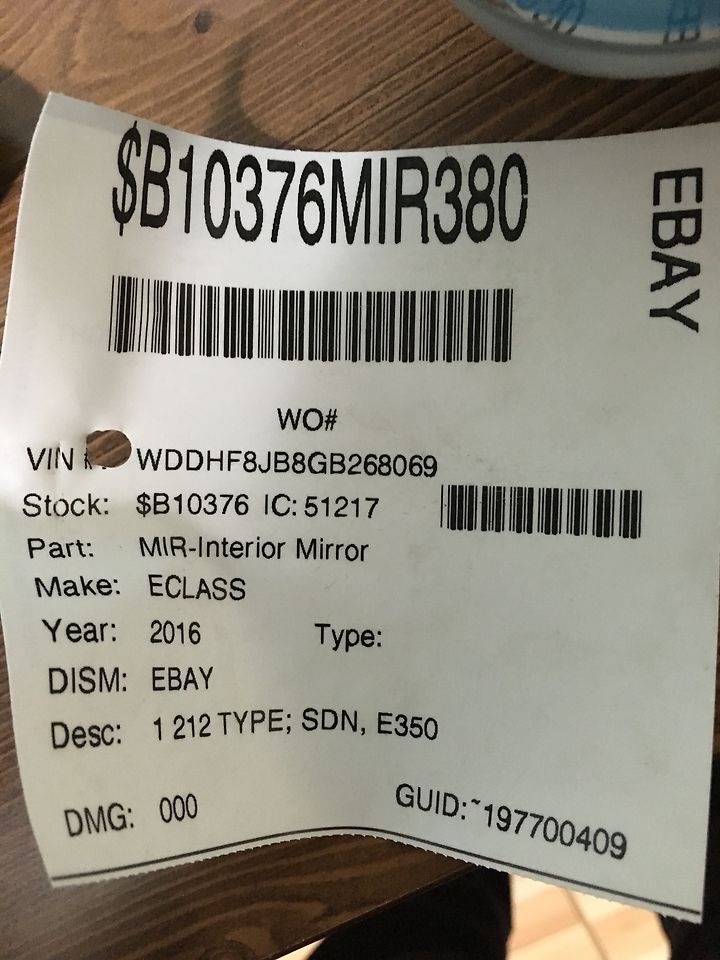 $B10376MIR380
EBAY
WO#
VIN #: WDDHF8JB8GB268069
Stock: $B10376 IC: 51217
Part: MIR-Interior Mirror
Make: ECLASS
Year: 2016 Type:
DISM: EBAY
Desc: 1 212 TYPE; SDN, E350
DMG: 000
GUID:~197700409